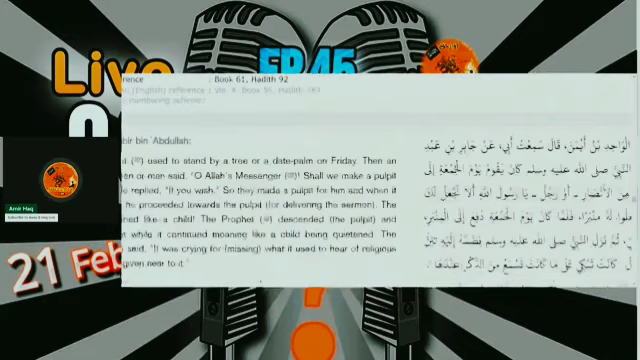 Live
EP 45
rence : Book 61, Hadith 92
(English) reference : Vol. 4, Book 56, Hadith
numbering scheme)
bir bin `Abdullah:
used to stand by a tree or a date-palm on Friday. Then an
en or man said. "O Allah's Messenger (ﷺ)! Shall we make a pulpit
e replied, "If you wish." So they made a pulpit for him and when it
he proceeded towards the pulpit (for delivering the sermon). The
ied like a child! The Prophet (ﷺ) descended (the pulpit) and
it while it continued moaning like a child being quietened. The
said, "It was crying for (missing) what it used to hear of religious
given near to it."
الْوَاحِدِ بْنُ أَيْمَنَ، قَالَ سَمِعْتُ أَبِي، عَنْ جَابِرِ بْنِ عَبْدِ
النَّبِيَّ صلى الله عليه وسلم كَانَ يَقُومُ يَوْمَ الْجُمُعَةِ إِلَى
مِنَ الأَنْصَارِ ـ أَوْ رَجُلٌ ـ يَا رَسُولَ اللَّهِ أَلاَ نَجْعَلُ لَكَ
لُوا لَهُ مِنْبَرًا، فَلَمَّا كَانَ يَوْمُ الْجُمُعَةِ دُفِعَ إِلَى الْمِنْبَرِ،
ثُمَّ نَزَلَ النَّبِيُّ صلى الله عليه وسلم فَضَمَّهُ إِلَيْهِ تَئِنُّ
كَانَتْ تَبْكِي عَلَى مَا كَانَتْ تَسْمَعُ مِنَ الذِّكْرِ عِنْدَهَا
Amir Haq
21 Feb